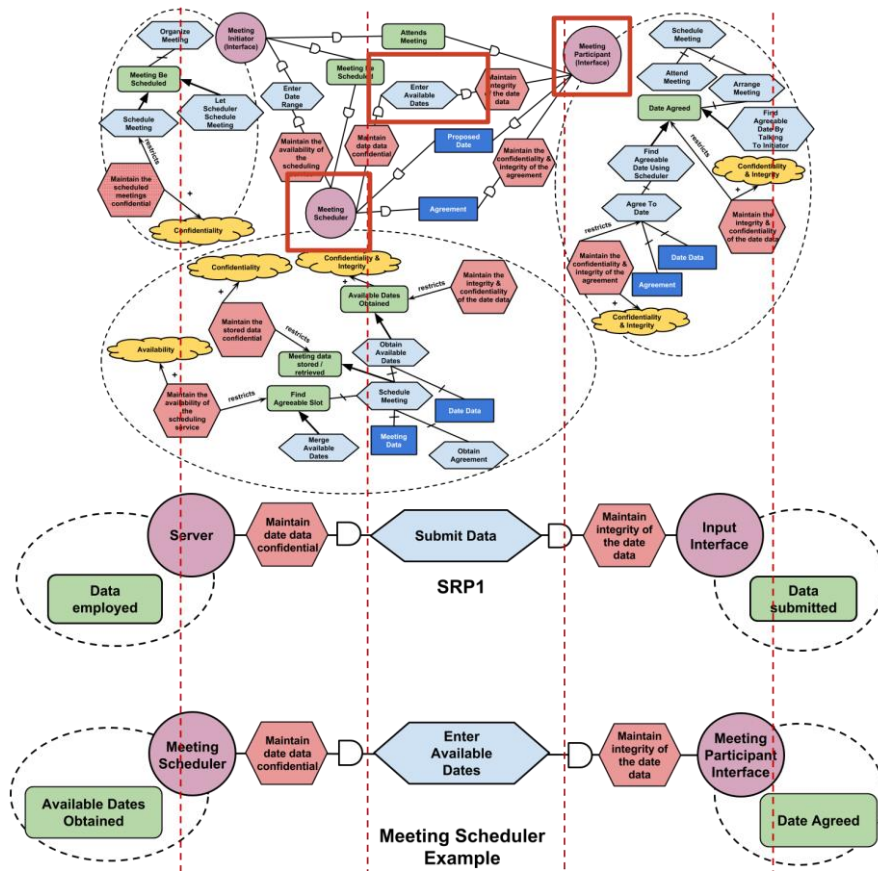 Organize
Meeting
Meeting
Initiator
(Interface)
Attends
Meeting
Meeting
Participant
(Interface)
Schedule
Meeting
Meeting Be
Scheduled
Meeting Be
Scheduled
Enter
Date
Range
Enter
Available Dates
Maintain
integrity of
the date
data
Attend
Meeting
Arrange
Meeting
Let
Scheduler
Schedule
Meeting
Schedule
Meeting
Date Agreed
Find
Agreeable
Date By
Talking
To Initiator
restricts
Maintain the
availability of
the
scheduling
Maintain
date data
confidential
Proposed
Date
Maintain the
confidentiality &
integrity of
the
agreement
Find
Agreeable
Date Using
Scheduler
restricts
Confidentiality
& Integrity
Maintain
the
scheduled
meetings
confidential
+
Confidentiality
Meeting
Scheduler
Agreement
Agree To
Date
+
Maintain the
integrity &
confidentiality
of the date data
restricts
Maintain the
confidentiality &
integrity of the
agreement
Date Data
Agreement
+
Confidentiality
& Integrity
Confidentiality
Confidentiality &
Integrity
+
+
Available Dates
Obtained
restricts
Maintain
the
integrity &
confidentiality
of the date data
Maintain the
stored data
confidential
restricts
Availability
+
Meeting data
stored /
retrieved
Obtain
Available
Dates
Maintain the
availability of
the
scheduling
service
restricts
Find
Agreeable Slot
Schedule
Meeting
Date Data
Meeting
Data
Merge
Available
Dates
Obtain
Agreement
Server
Maintain
date data
confidential
Submit Data
Maintain
integrity of
the date
data
Input
Interface
SRP1
Data
employed
Data
submitted
Meeting
Scheduler
Maintain
date data
confidential
Enter
Available
Dates
Maintain
integrity of
the date
data
Meeting
Participant
Interface
Available Dates
Obtained
Date Agreed
Meeting Scheduler
Example